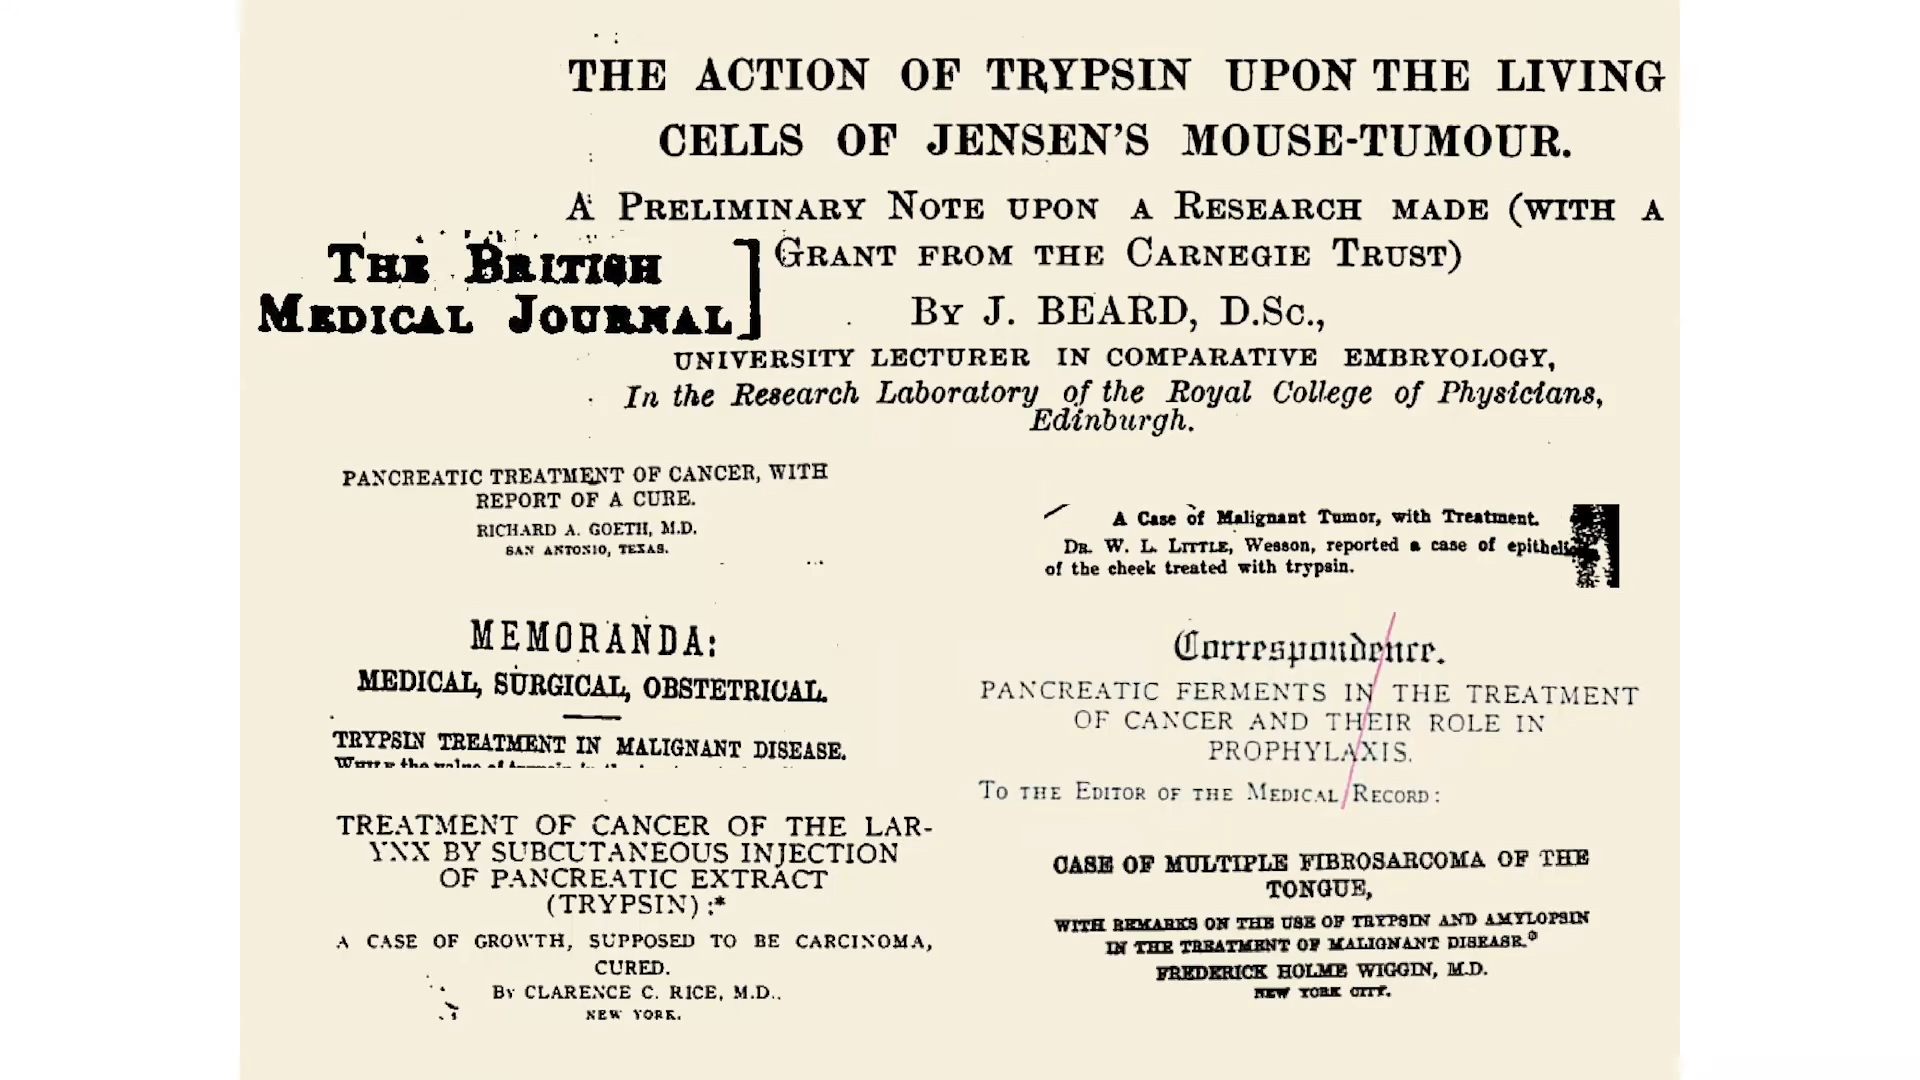 THE ACTION OF TRYPSIN UPON THE LIVING
CELLS OF JENSEN'S MOUSE-TUMOUR.
A PRELIMINARY NOTE UPON A RESEARCH MADE (WITH A
GRANT FROM THE CARNEGIE TRUST)
THE BRITISH
MEDICAL JOURNAL]
BY J. BEARD, D.SC.,
UNIVERSITY LECTURER IN COMPARATIVE EMBRYOLOGY,
In the Research Laboratory of the Royal College of Physicians,
Edinburgh.
PANCREATIC TREATMENT OF CANCER, WITH
REPORT OF A CURE.
RICHARD A. GOETH, M.D.
SAN ANTONIO, TEXAS.
A Case of Malignant Tumor, with Treatment.
DR. W. L. LITTLE, Wesson, reported a case of epitheli
of the cheek treated with trypsin.
MEMORANDA:
MEDICAL, SURGICAL, OBSTETRICAL.
TRYPSIN TREATMENT IN MALIGNANT DISEASE.
WHILE the value of trypsin in the
Correspondence.
PANCREATIC FERMENTS IN THE TREATMENT
OF CANCER AND THEIR ROLE IN
PROPHYLAXIS.
TO THE EDITOR OF THE MEDICAL RECORD:
TREATMENT OF CANCER OF THE LAR-
YNX BY SUBCUTANEOUS INJECTION
OF PANCREATIC EXTRACT
(TRYPSIN):*
A CASE OF GROWTH, SUPPOSED TO BE CARCINOMA,
CURED.
BY CLARENCE C. RICE, M.D..
NEW YORK.
CASE OF MULTIPLE FIBROSARCOMA OF THE
TONGUE,
WITH REMARKS ON THE USE OF TRYPSIN AND AMYLOPSIN
IN THE TREATMENT OF MALIGNANT DISEASE.*
FREDERICK HOLME WIGGIN, M.D.
NEW YORK CITY.